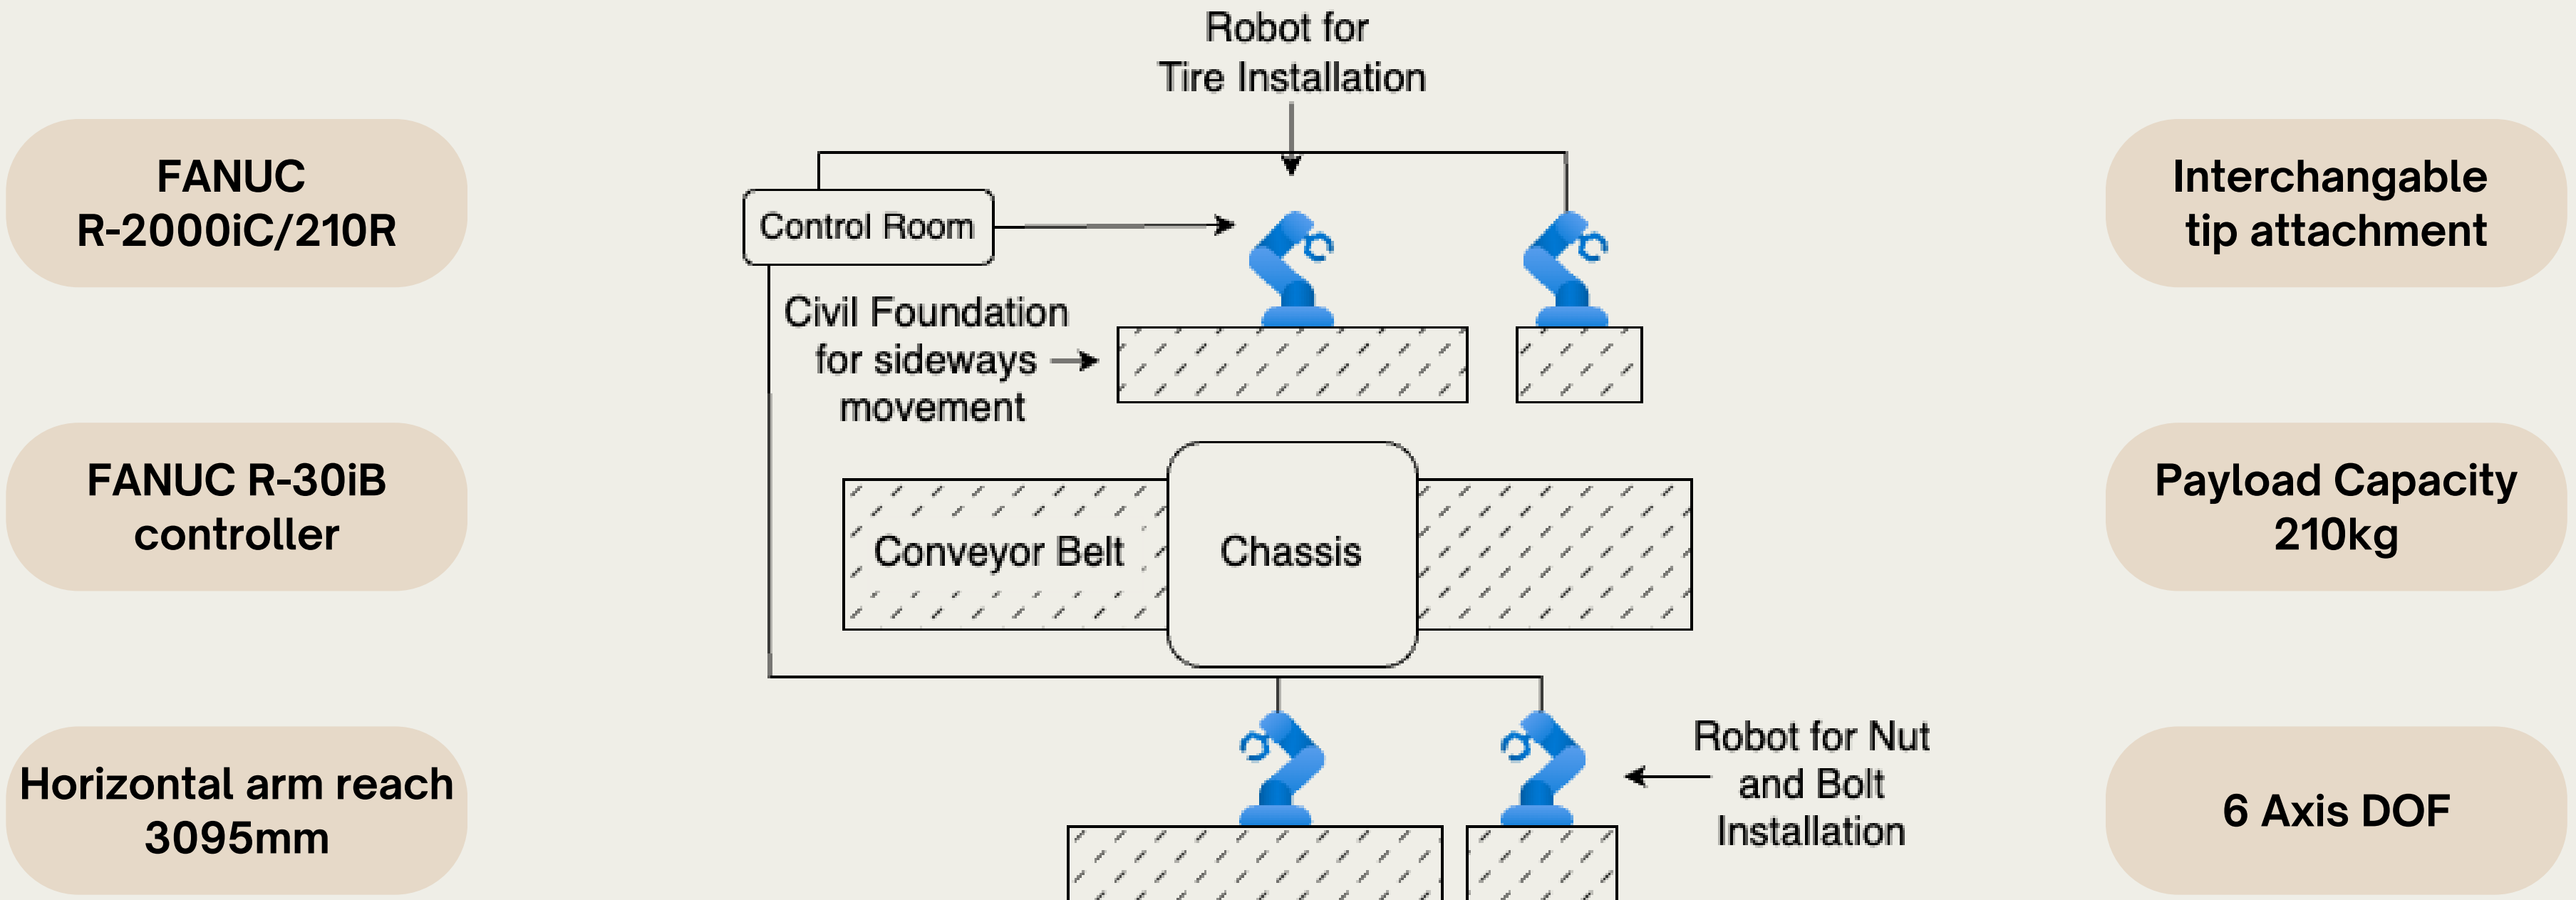 Robot for
Tire Installation
FANUC
R-2000iC/210R
Control Room
Interchangable
tip attachment
Civil Foundation
for sideways
movement
FANUC R-30iB
controller
Conveyor Belt
Chassis
Payload Capacity
210kg
Horizontal arm reach
3095mm
Robot for Nut
and Bolt
Installation
6 Axis DOF